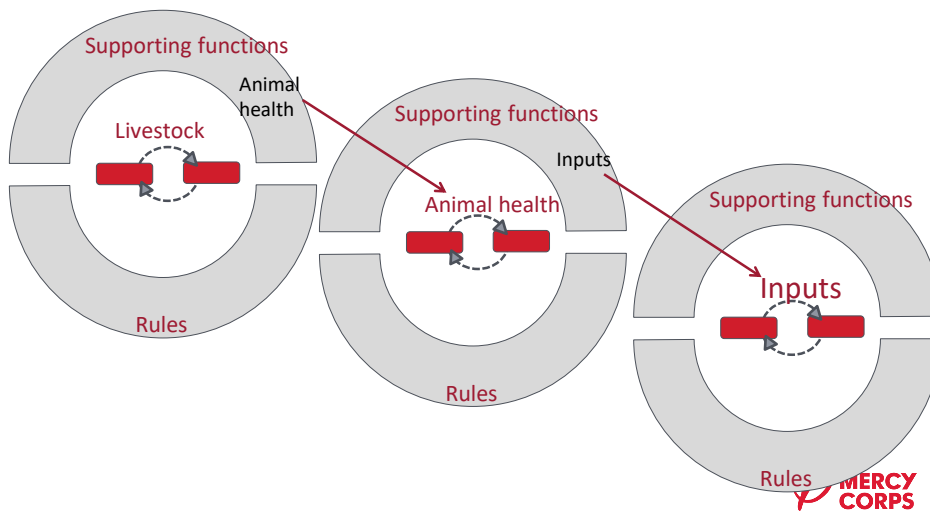 Supporting functions
Animal
health
Livestock
Rules
Supporting functions
Inputs
Animal health
Rules
Supporting functions
Inputs
Rules
MERCY
CORPS